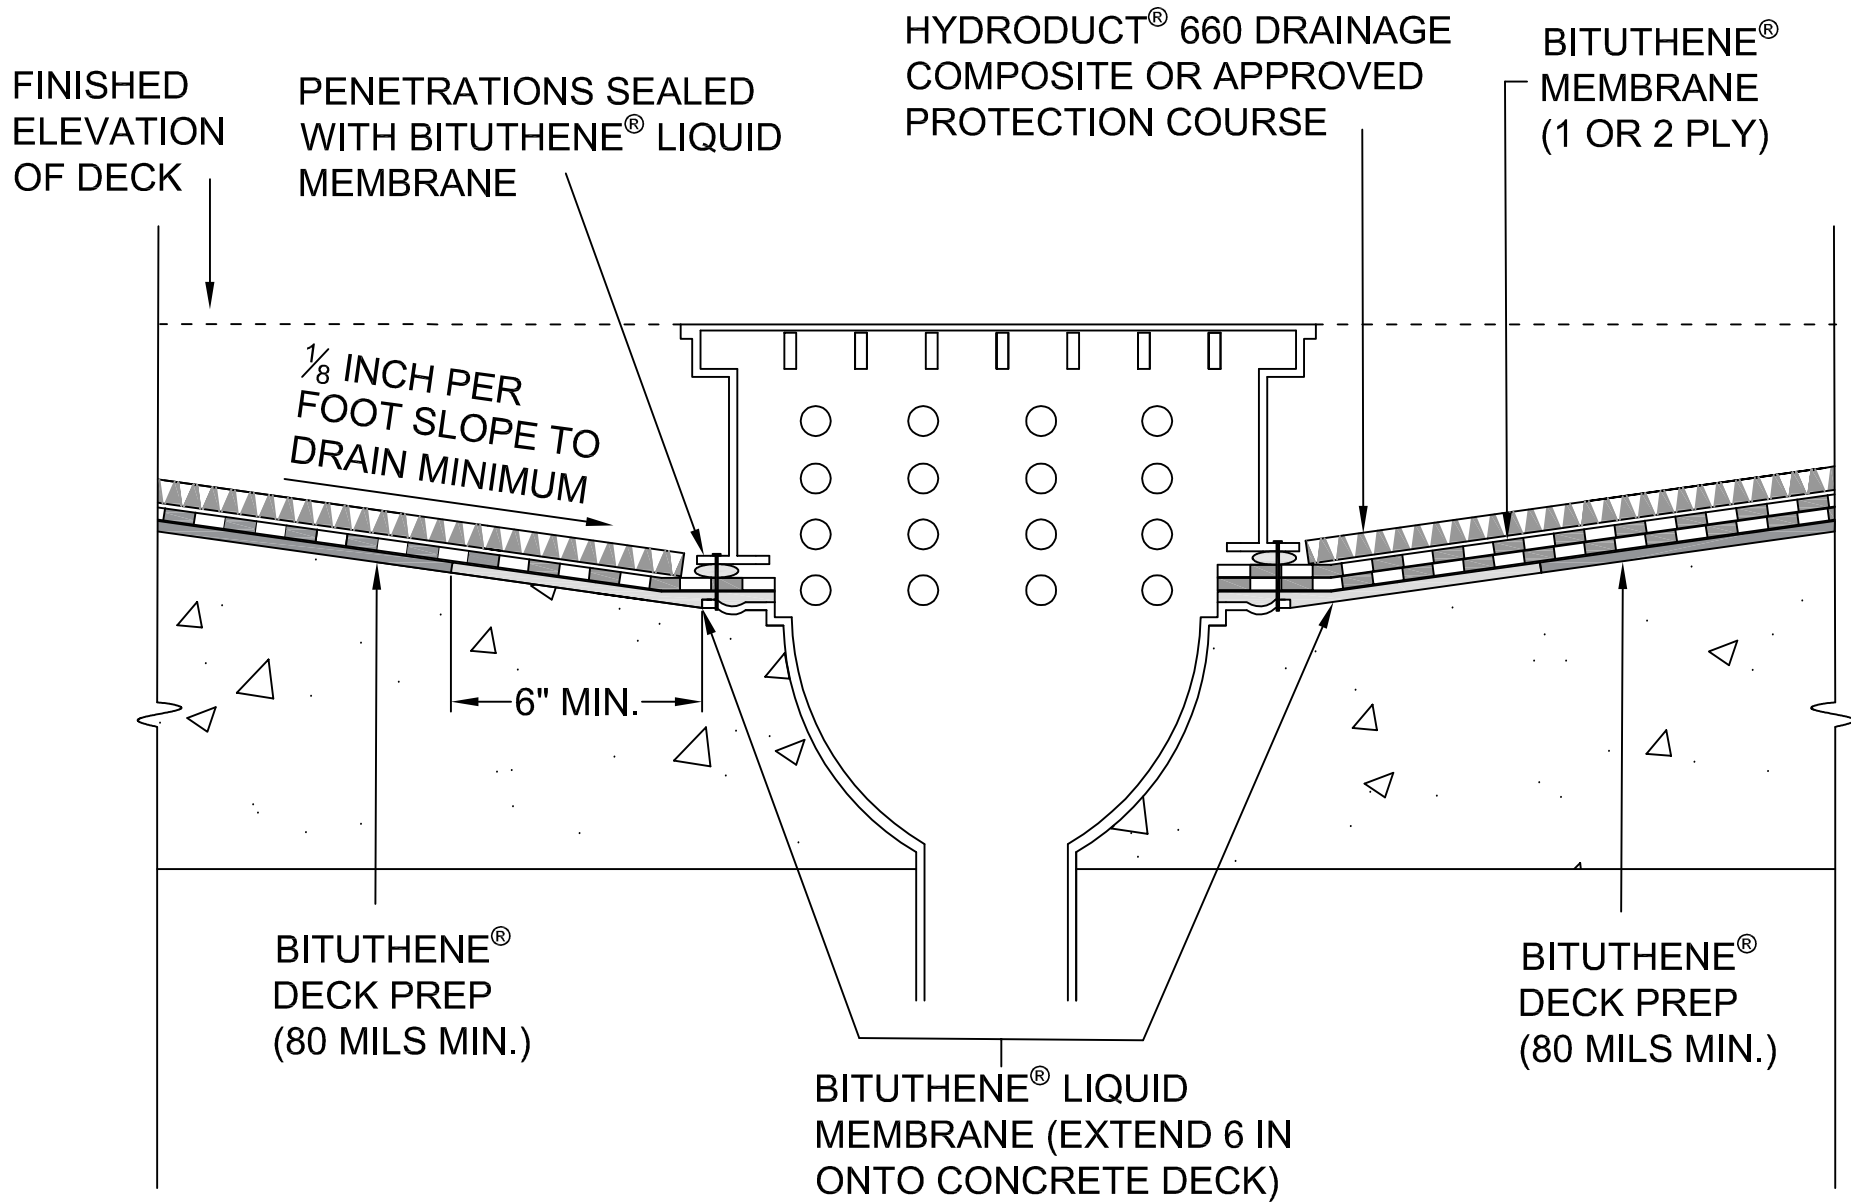 FINISHED
ELEVATION
OF DECK
PENETRATIONS SEALED
WITH BITUTHENE® LIQUID
MEMBRANE
HYDRODUCT® 660 DRAINAGE
COMPOSITE OR APPROVED
PROTECTION COURSE
BITUTHENE®
MEMBRANE
(1 OR 2 PLY)
⅛ INCH PER
FOOT SLOPE TO
DRAIN MINIMUM
6" MIN.
BITUTHENE®
DECK PREP
(80 MILS MIN.)
BITUTHENE® LIQUID
MEMBRANE (EXTEND 6 IN
ONTO CONCRETE DECK)
BITUTHENE®
DECK PREP
(80 MILS MIN.)